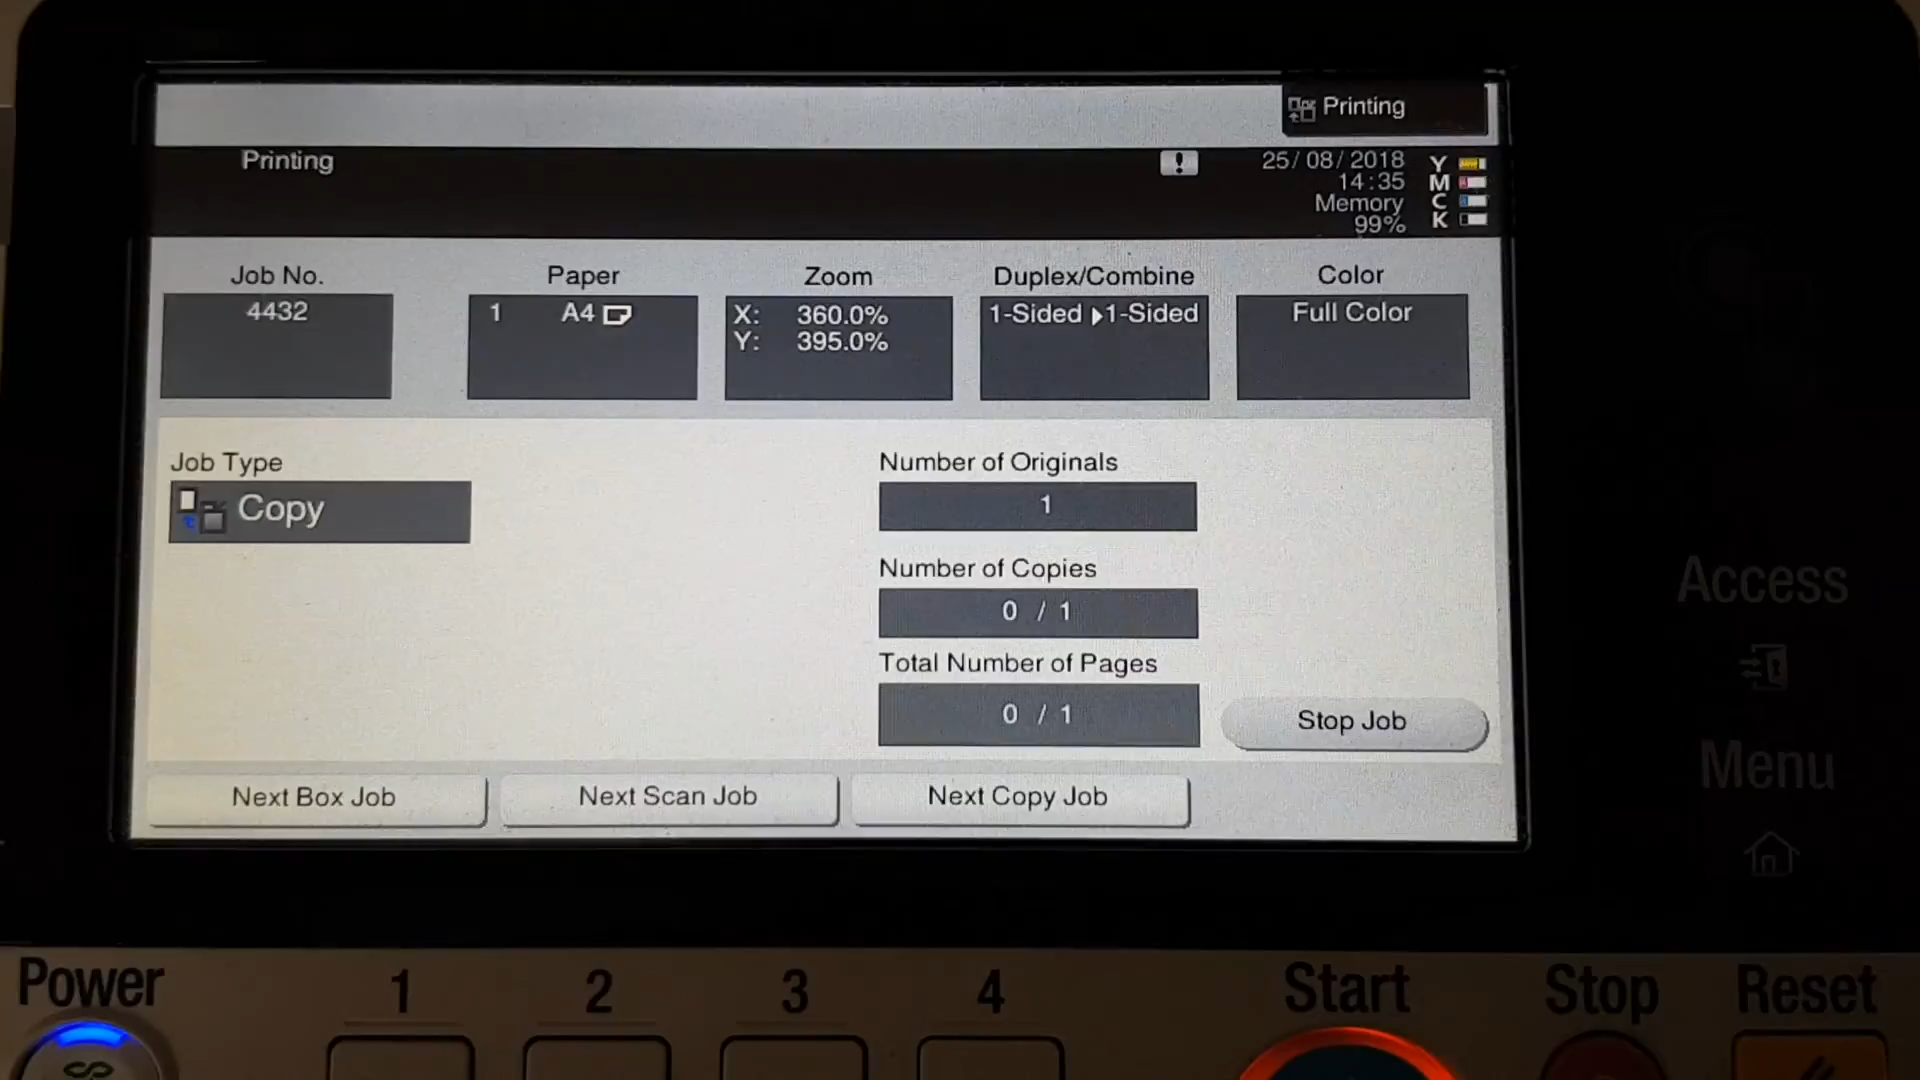 Printing
Printing
!
25/08/2018
14:35
Memory
99%
Y
M
C
K
Job No.
4432
Paper
1 A4
Zoom
X: 360.0%
Y: 395.0%
Duplex/Combine
1-Sided ▶1-Sided
Color
Full Color
Job Type
Copy
Number of Originals
1
Number of Copies
0 / 1
Total Number of Pages
0 / 1
Stop Job
Next Box Job
Next Scan Job
Next Copy Job
Access
Menu
Power
1
2
3
4
Start
Stop
Reset